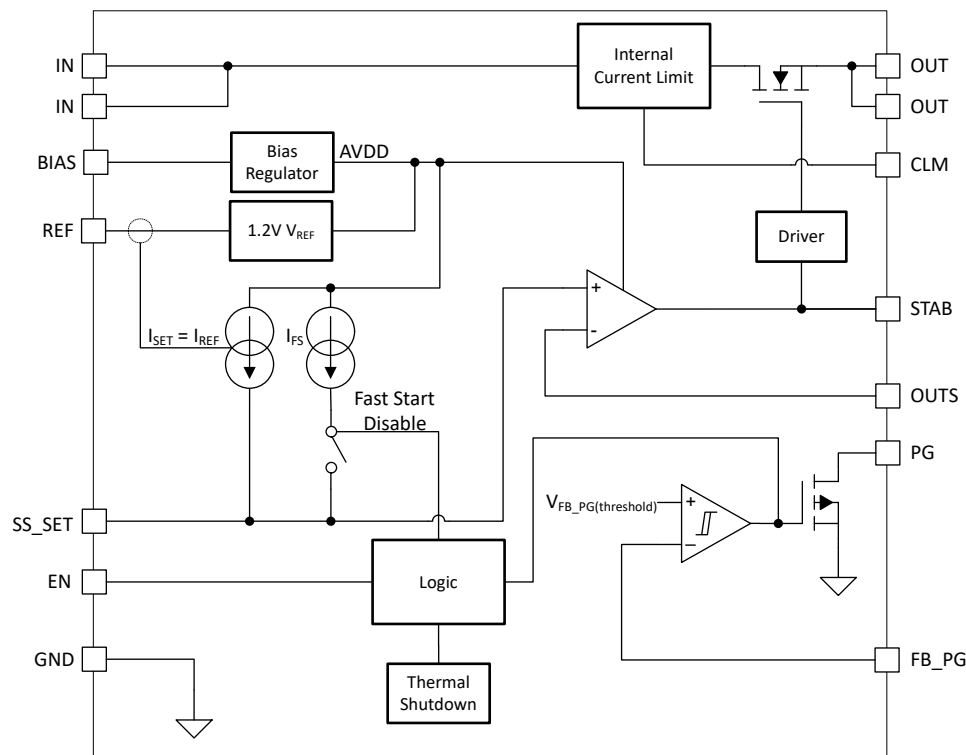 IN
Internal
Current Limit
OUT
IN
OUT
BIAS
Bias
Regulator
AVDD
CLM
REF
1.2V VREF
Driver
+
STAB
ISET = IREF
IFS
-
Fast Start
Disable
OUTS
PG
VFB_PG(threshold)
+
SS_SET
−
EN
Logic
GND
FB_PG
Thermal
Shutdown